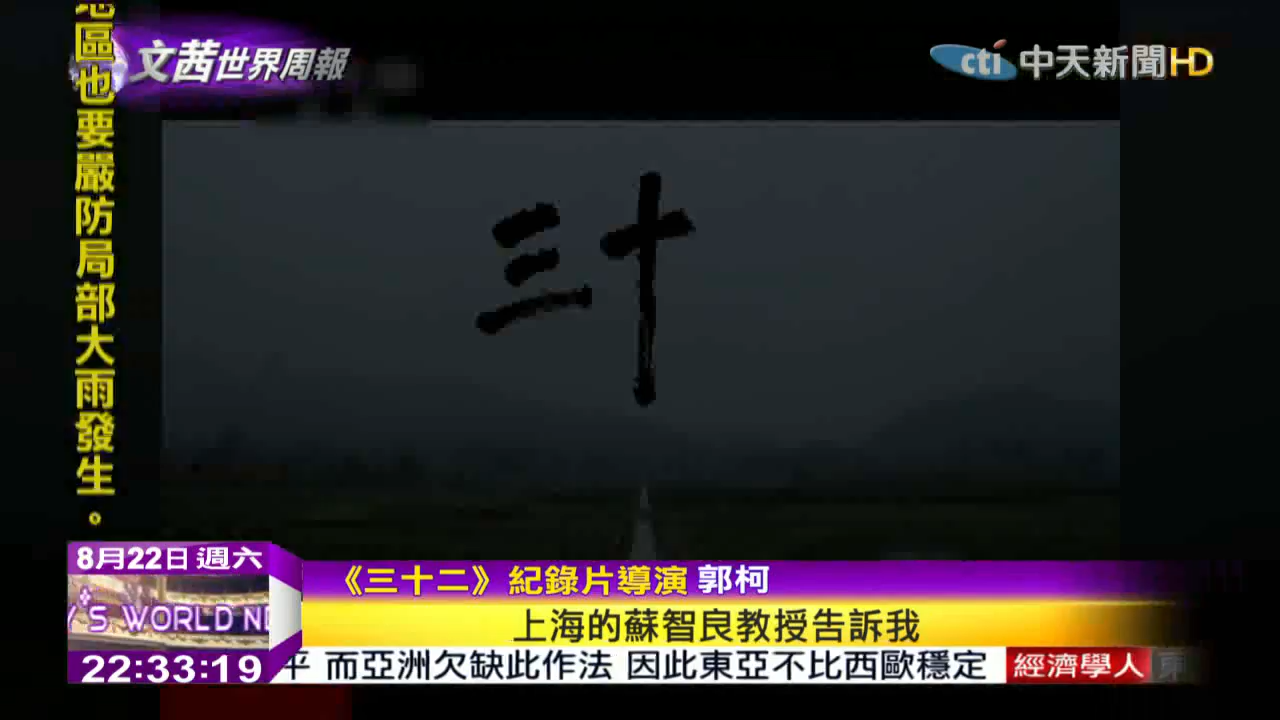 文茜世界周報
cti 中天新聞HD
地區也要嚴防局部大雨發生。
三十
8月22日 週六
Y'S WORLD NE
22:33:19
《三十二》紀錄片導演 郭柯
上海的蘇智良教授告訴我
平 而亞洲欠缺此作法 因此東亞不比西歐穩定 經濟學人 東